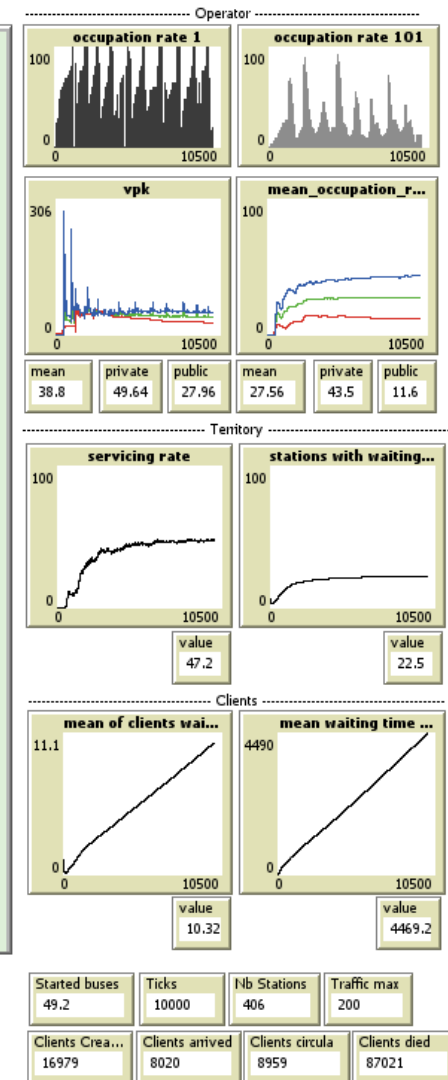 Operator
occupation rate 1
100
0
0
10500
occupation rate 101
100
0
0
10500
vpk
306
0
0
10500
mean_occupation_r...
100
0
0
10500
mean
38.8
private
49.64
public
27.96
mean
27.56
private
43.5
public
11.6
Territory
servicing rate
100
0
0
10500
stations with waiting...
100
0
0
10500
value
47.2
value
22.5
Clients
mean of clients wai...
11.1
0
0
10500
mean waiting time ...
4490
0
0
10500
value
10.32
value
4469.2
Started buses
49.2
Ticks
10000
Nb Stations
406
Traffic max
200
Clients Crea...
16979
Clients arrived
8020
Clients circula
8959
Clients died
87021